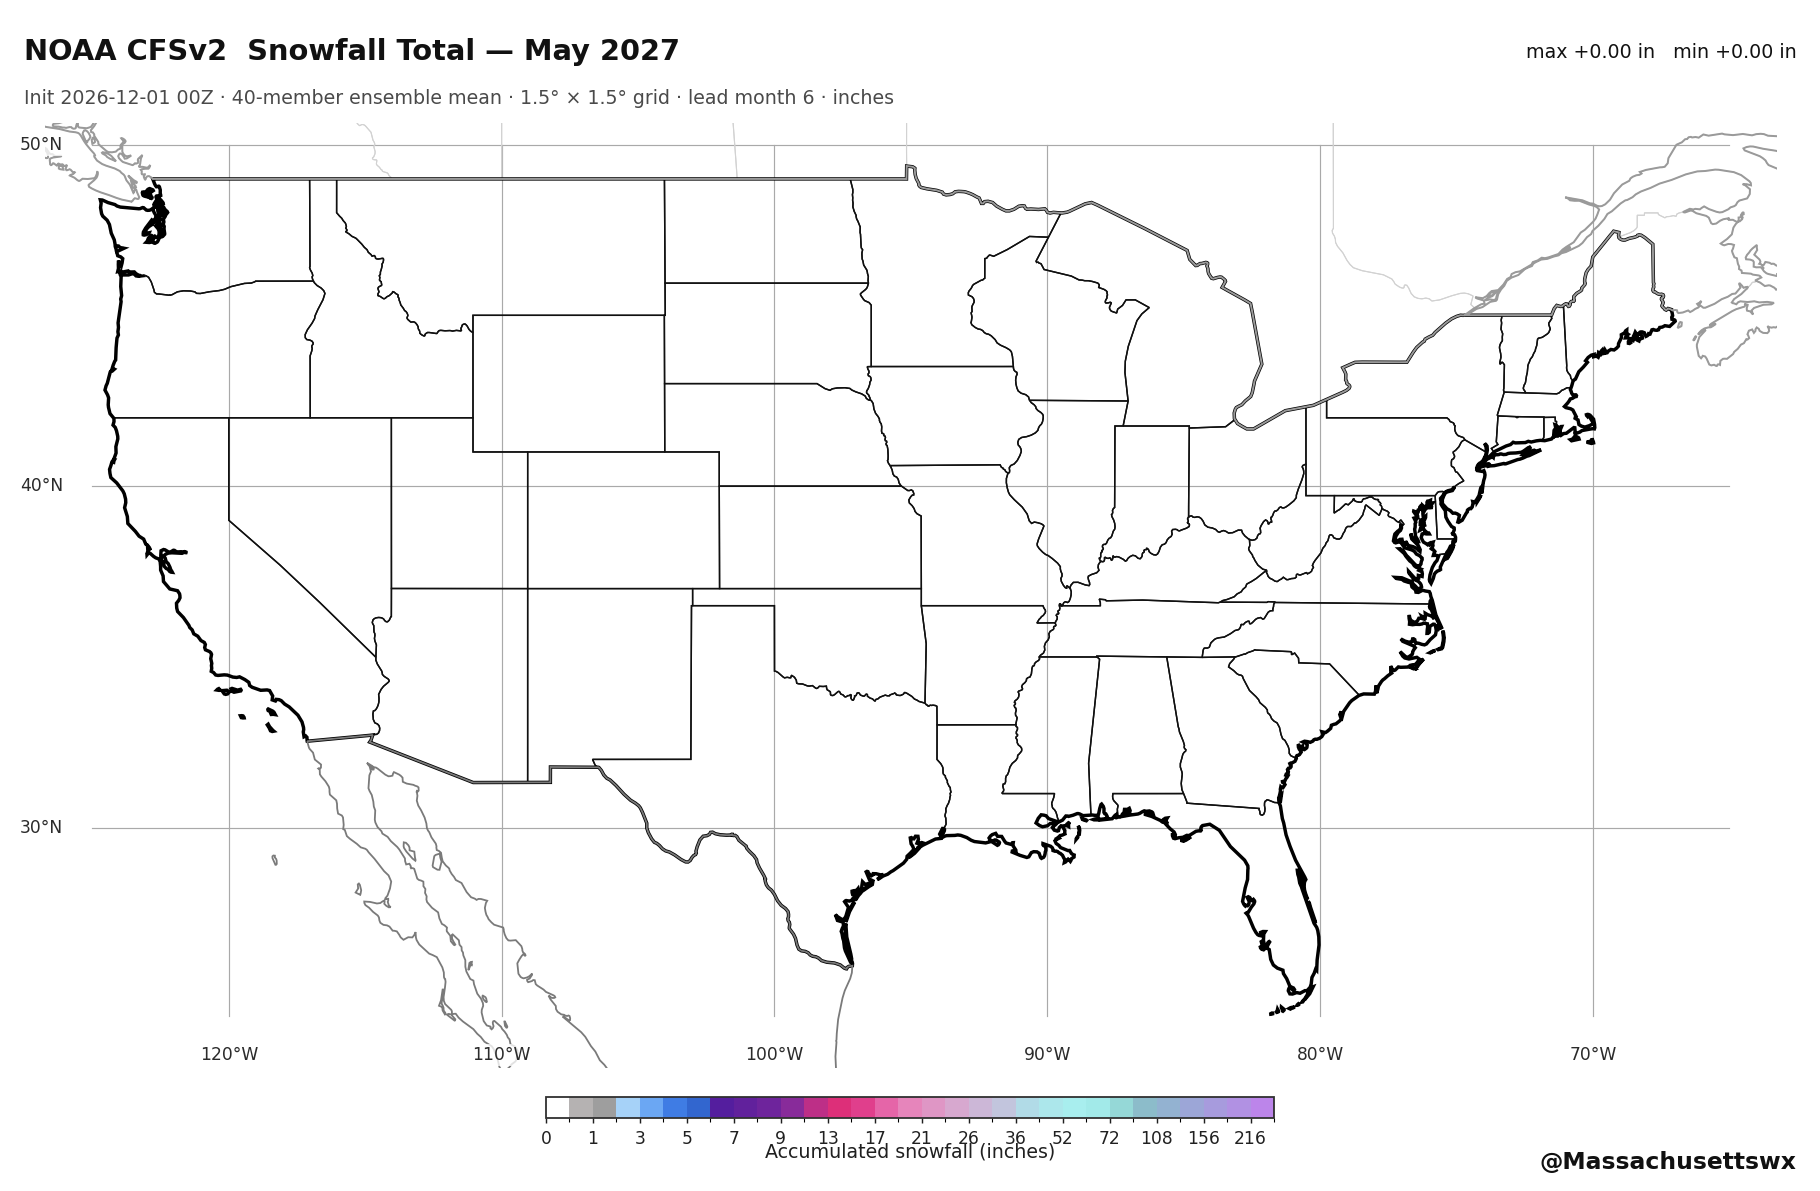 NOAA CFSv2  Snowfall Total — May 2027
max +0.00 in   min +0.00 in
Init 2026-12-01 00Z · 40-member ensemble mean · 1.5° × 1.5° grid · lead month 6 · inches
50°N
40°N
30°N
120°W 110°W 100°W 90°W 80°W 70°W
0 1 3 5 7 9 13 17 21 26 36 52 72 108 156 216
Accumulated snowfall (inches)
@Massachusettswx